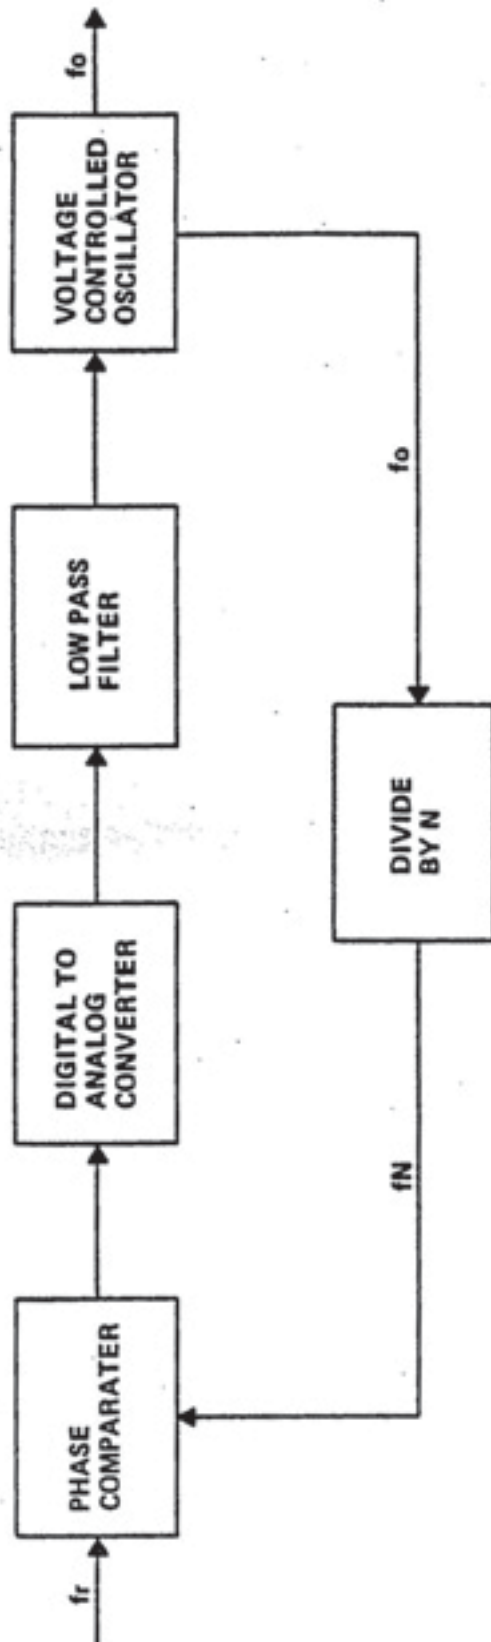 fr
PHASE
COMPARATER
DIGITAL TO
ANALOG
CONVERTER
LOW PASS
FILTER
VOLTAGE
CONTROLLED
OSCILLATOR
fo
fN
DIVIDE
BY N
fo